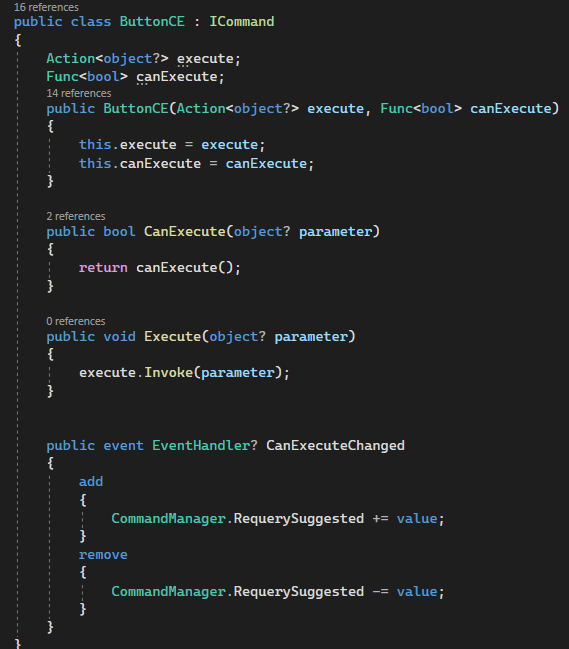 16 references
public class ButtonCE : ICommand
{
Action<object?> execute;
Func<bool> canExecute;
14 references
public ButtonCE(Action<object?> execute, Func<bool> canExecute)
{
this.execute = execute;
this.canExecute = canExecute;
}
2 references
public bool CanExecute(object? parameter)
{
return canExecute();
}
0 references
public void Execute(object? parameter)
{
execute.Invoke(parameter);
}
public event EventHandler? CanExecuteChanged
{
add
{
CommandManager.RequerySuggested += value;
}
remove
{
CommandManager.RequerySuggested -= value;
}
}
}